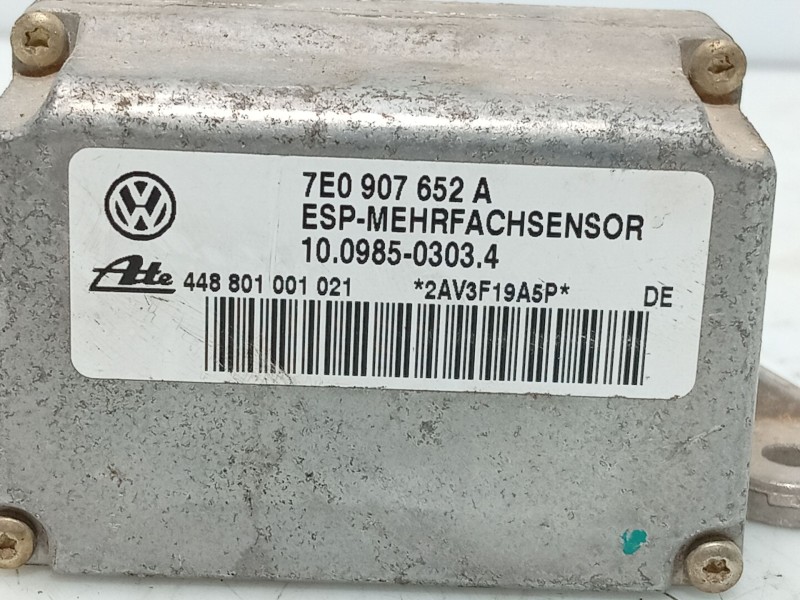 7E0 907 652 A
ESP-MEHRFACHSENSOR
10.0985-0303.4
Ate 448 801 001 021 *2AV3F19A5P* DE